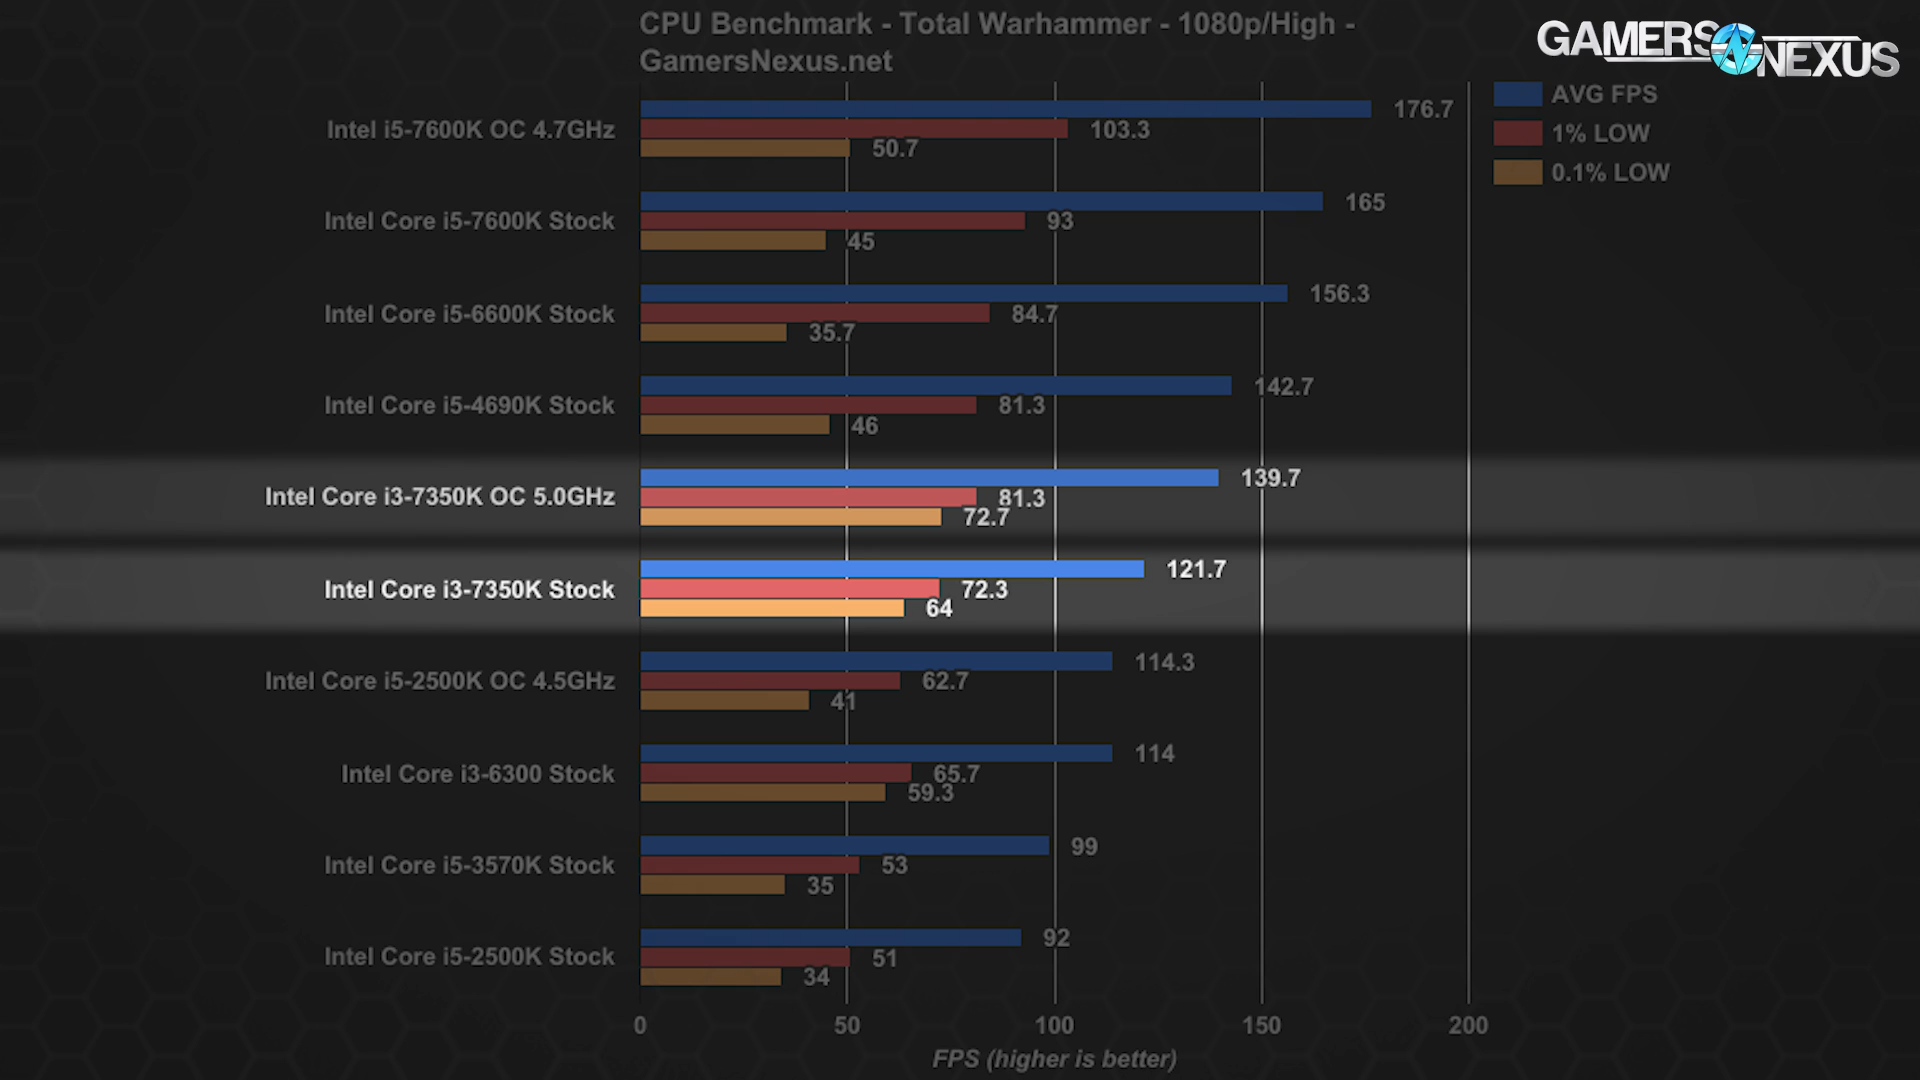 CPU Benchmark - Total Warhammer - 1080p/High -
GamersNexus.net
GAMERS NEXUS
AVG FPS
1% LOW
0.1% LOW
Intel i5-7600K OC 4.7GHz
176.7
103.3
50.7
Intel Core i5-7600K Stock
165
93
45
Intel Core i5-6600K Stock
156.3
84.7
35.7
Intel Core i5-4690K Stock
142.7
81.3
46
Intel Core i3-7350K OC 5.0GHz
139.7
81.3
72.7
Intel Core i3-7350K Stock
121.7
72.3
64
Intel Core i5-2500K OC 4.5GHz
114.3
62.7
41
Intel Core i3-6300 Stock
114
65.7
59.3
Intel Core i5-3570K Stock
99
53
35
Intel Core i5-2500K Stock
92
51
34
0 50 100 150 200
FPS (higher is better)